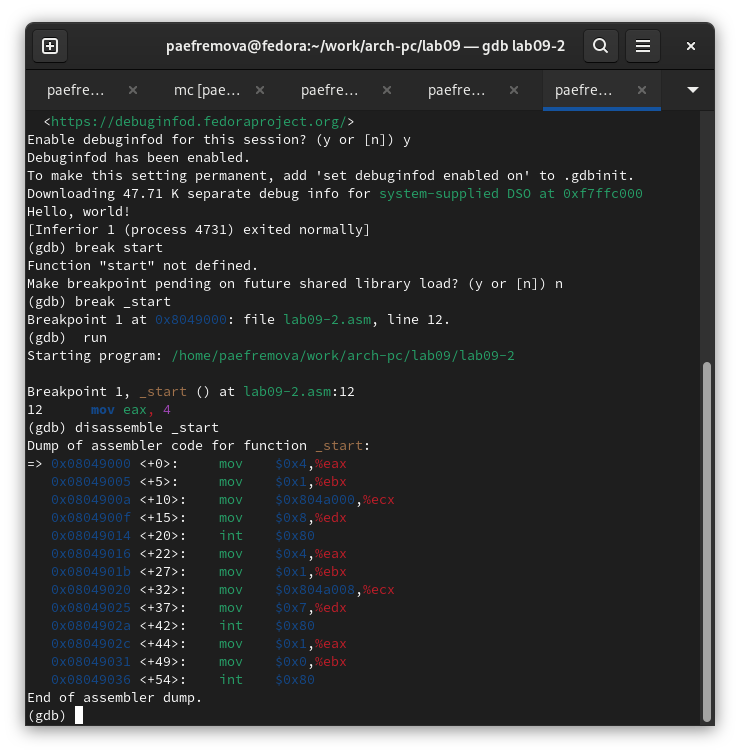 paefremova@fedora:~/work/arch-pc/lab09 — gdb lab09-2
paefre… × mc [pae… × paefre… × paefre… × paefre… ×
<https://debuginfod.fedoraproject.org/>
Enable debuginfod for this session? (y or [n]) y
Debuginfod has been enabled.
To make this setting permanent, add 'set debuginfod enabled on' to .gdbinit.
Downloading 47.71 K separate debug info for system-supplied DSO at 0xf7ffc000
Hello, world!
[Inferior 1 (process 4731) exited normally]
(gdb) break start
Function "start" not defined.
Make breakpoint pending on future shared library load? (y or [n]) n
(gdb) break _start
Breakpoint 1 at 0x8049000: file lab09-2.asm, line 12.
(gdb)  run
Starting program: /home/paefremova/work/arch-pc/lab09/lab09-2
Breakpoint 1, _start () at lab09-2.asm:12
12      mov eax, 4
(gdb) disassemble _start
Dump of assembler code for function _start:
=> 0x08049000 <+0>:     mov    $0x4,%eax
   0x08049005 <+5>:     mov    $0x1,%ebx
   0x0804900a <+10>:    mov    $0x804a000,%ecx
   0x0804900f <+15>:    mov    $0x8,%edx
   0x08049014 <+20>:    int    $0x80
   0x08049016 <+22>:    mov    $0x4,%eax
   0x0804901b <+27>:    mov    $0x1,%ebx
   0x08049020 <+32>:    mov    $0x804a008,%ecx
   0x08049025 <+37>:    mov    $0x7,%edx
   0x0804902a <+42>:    int    $0x80
   0x0804902c <+44>:    mov    $0x1,%eax
   0x08049031 <+49>:    mov    $0x0,%ebx
   0x08049036 <+54>:    int    $0x80
End of assembler dump.
(gdb)